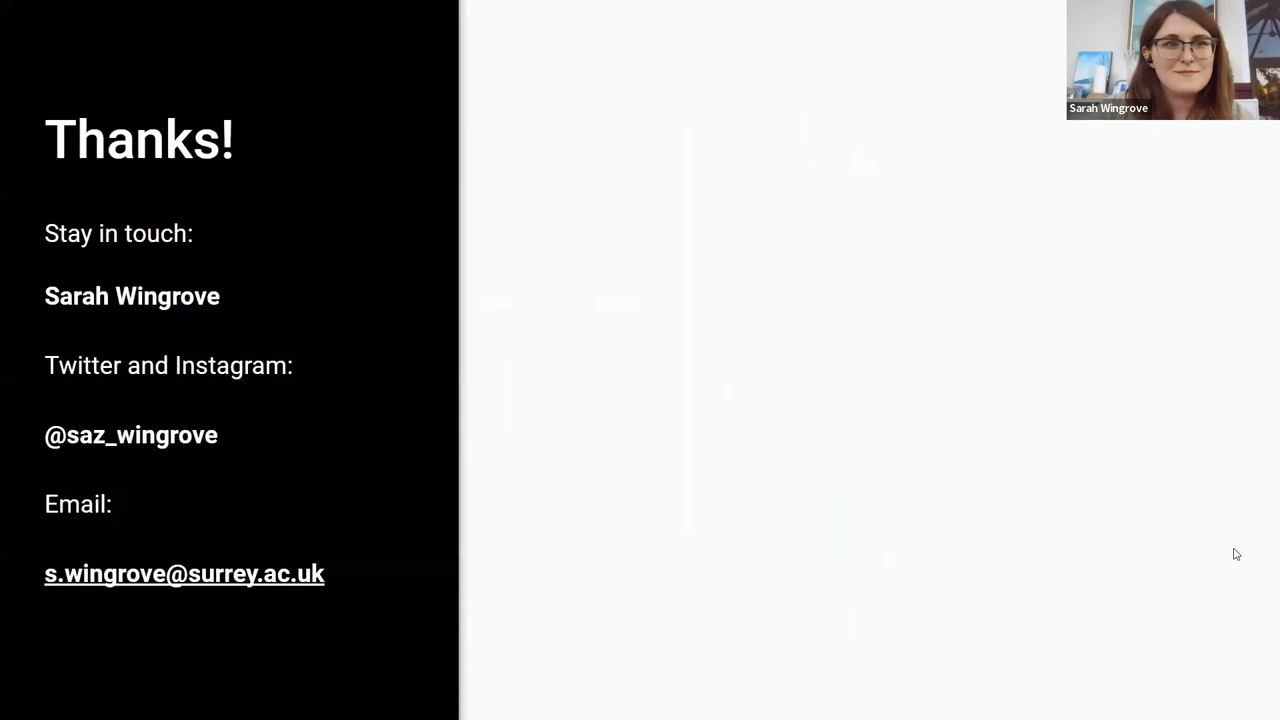 Thanks!
Stay in touch:
Sarah Wingrove
Twitter and Instagram:
@saz_wingrove
Email:
s.wingrove@surrey.ac.uk
Sarah Wingrove